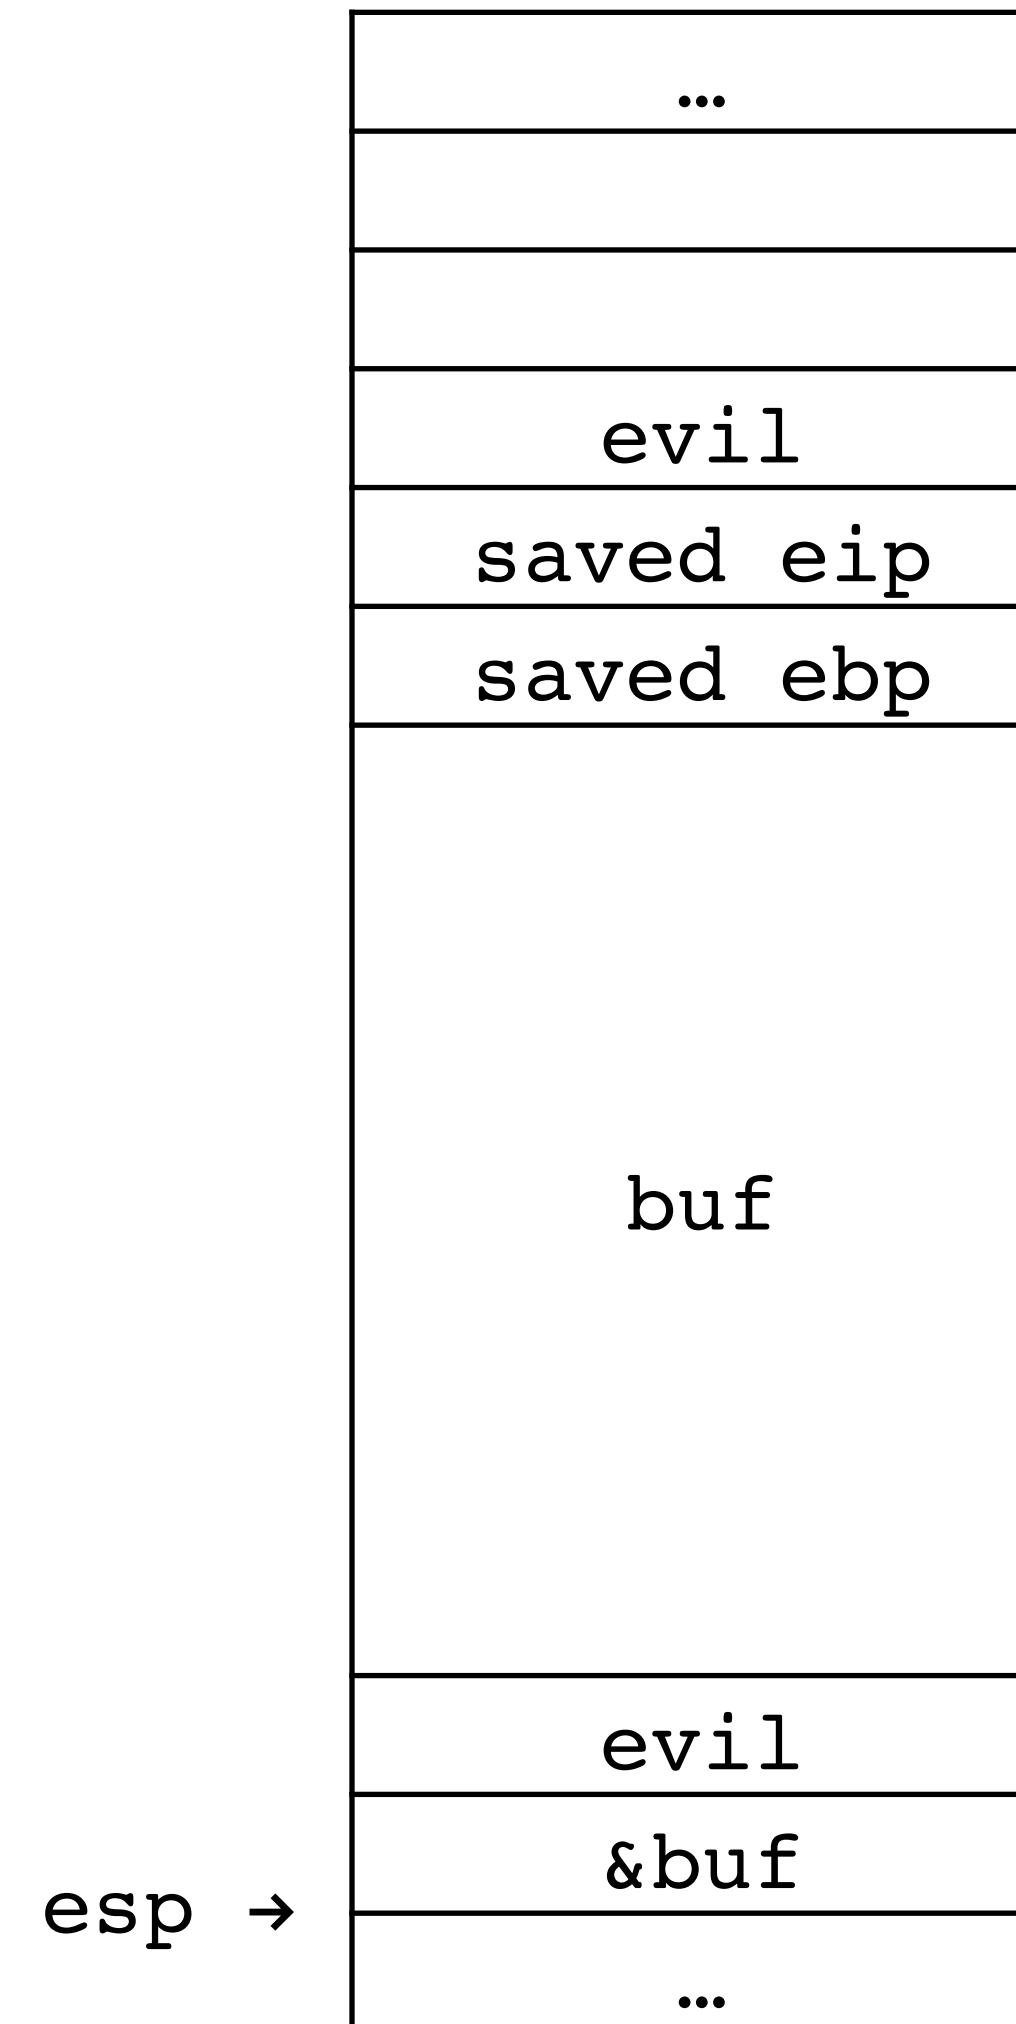 …
evil
saved eip
saved ebp
buf
evil
&buf
esp →
…